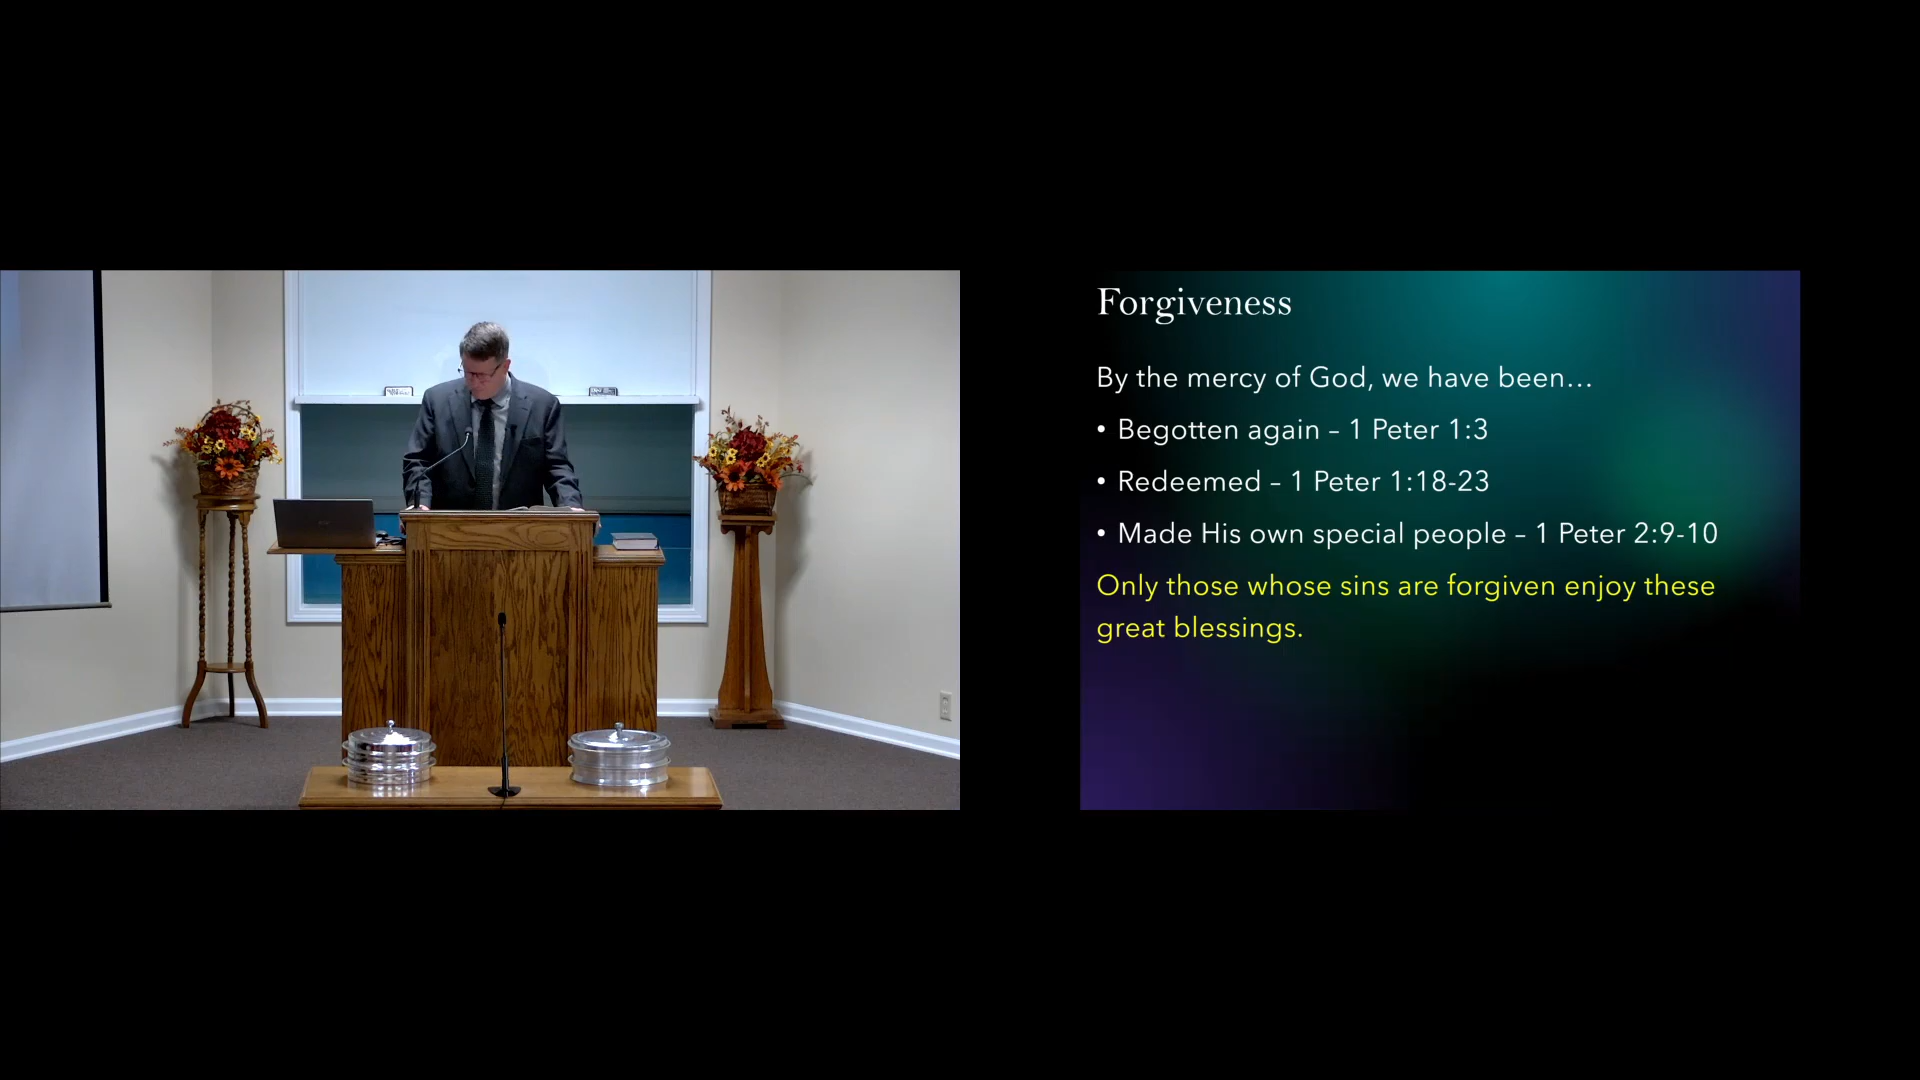 Forgiveness
By the mercy of God, we have been…
• Begotten again – 1 Peter 1:3
• Redeemed – 1 Peter 1:18-23
• Made His own special people – 1 Peter 2:9-10
Only those whose sins are forgiven enjoy these
great blessings.